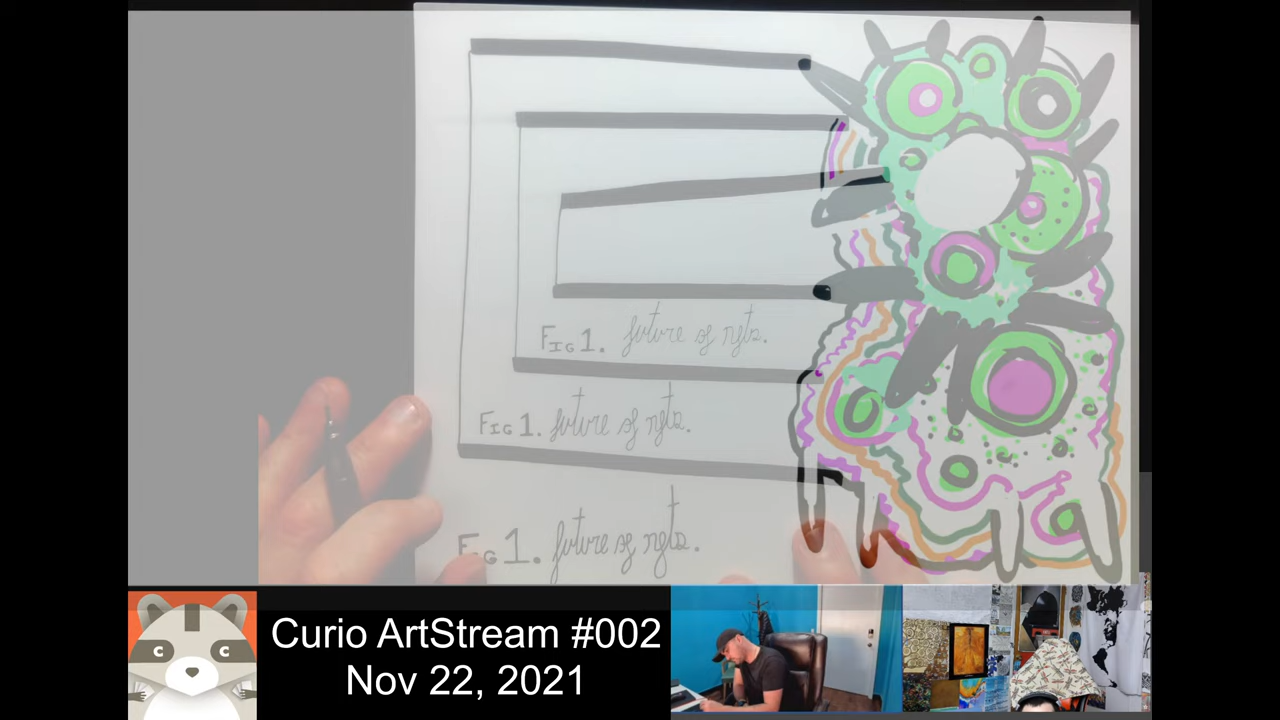 FIG 1. future of nfts.
FIG 1. future of nfts.
FIG 1. future of nfts.
Curio ArtStream #002
Nov 22, 2021